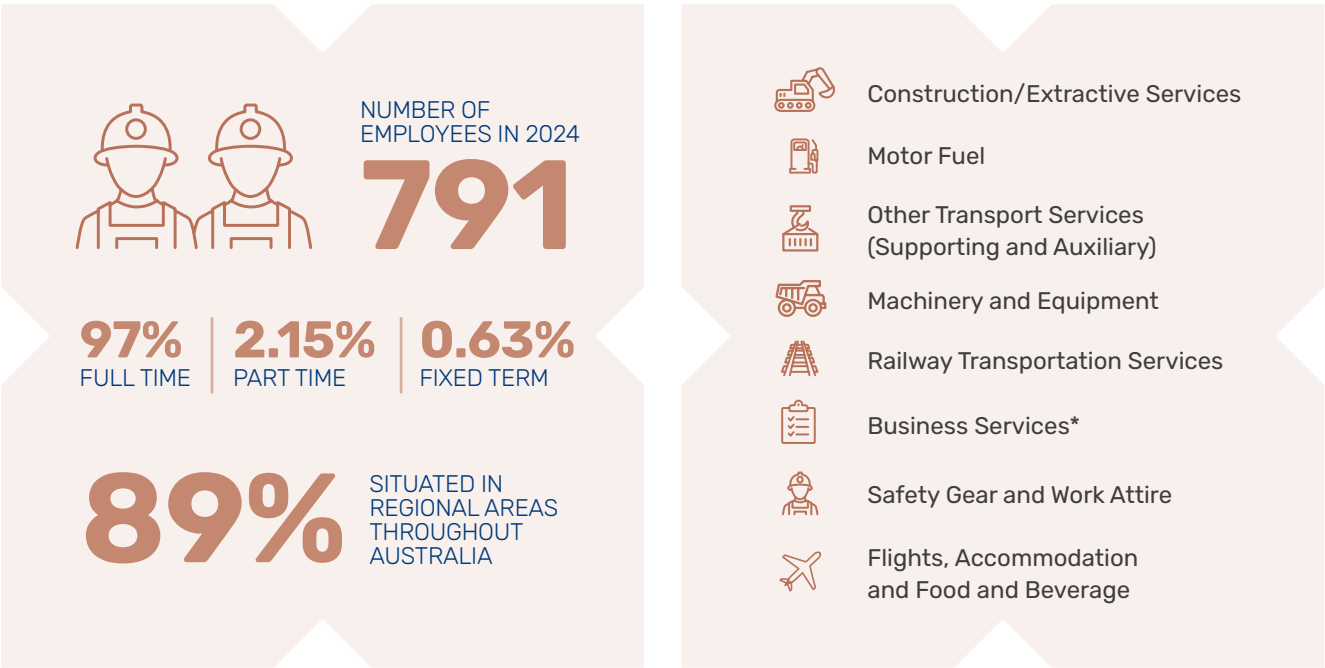 NUMBER OF
EMPLOYEES IN 2024
791
97%
FULL TIME
2.15%
PART TIME
0.63%
FIXED TERM
89%
SITUATED IN
REGIONAL AREAS
THROUGHOUT
AUSTRALIA
Construction/Extractive Services
Motor Fuel
Other Transport Services
(Supporting and Auxiliary)
Machinery and Equipment
Railway Transportation Services
Business Services*
Safety Gear and Work Attire
Flights, Accommodation
and Food and Beverage